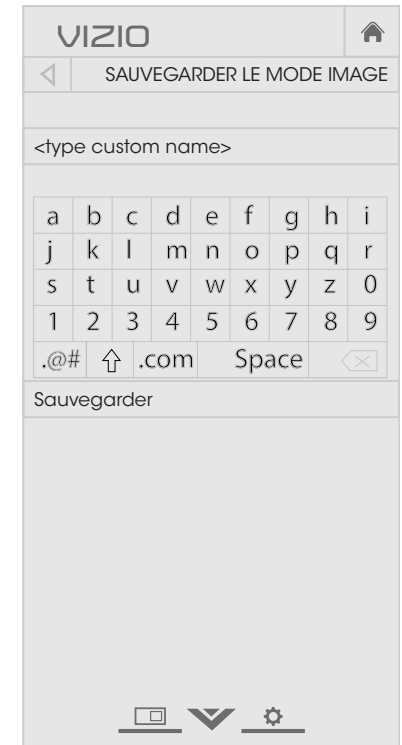 VIZIO
SAUVEGARDER LE MODE IMAGE
<type custom name>
a b c d e f g h i
j k l m n o p q r
s t u v w x y z 0
1 2 3 4 5 6 7 8 9
.@# .com Space
Sauvegarder